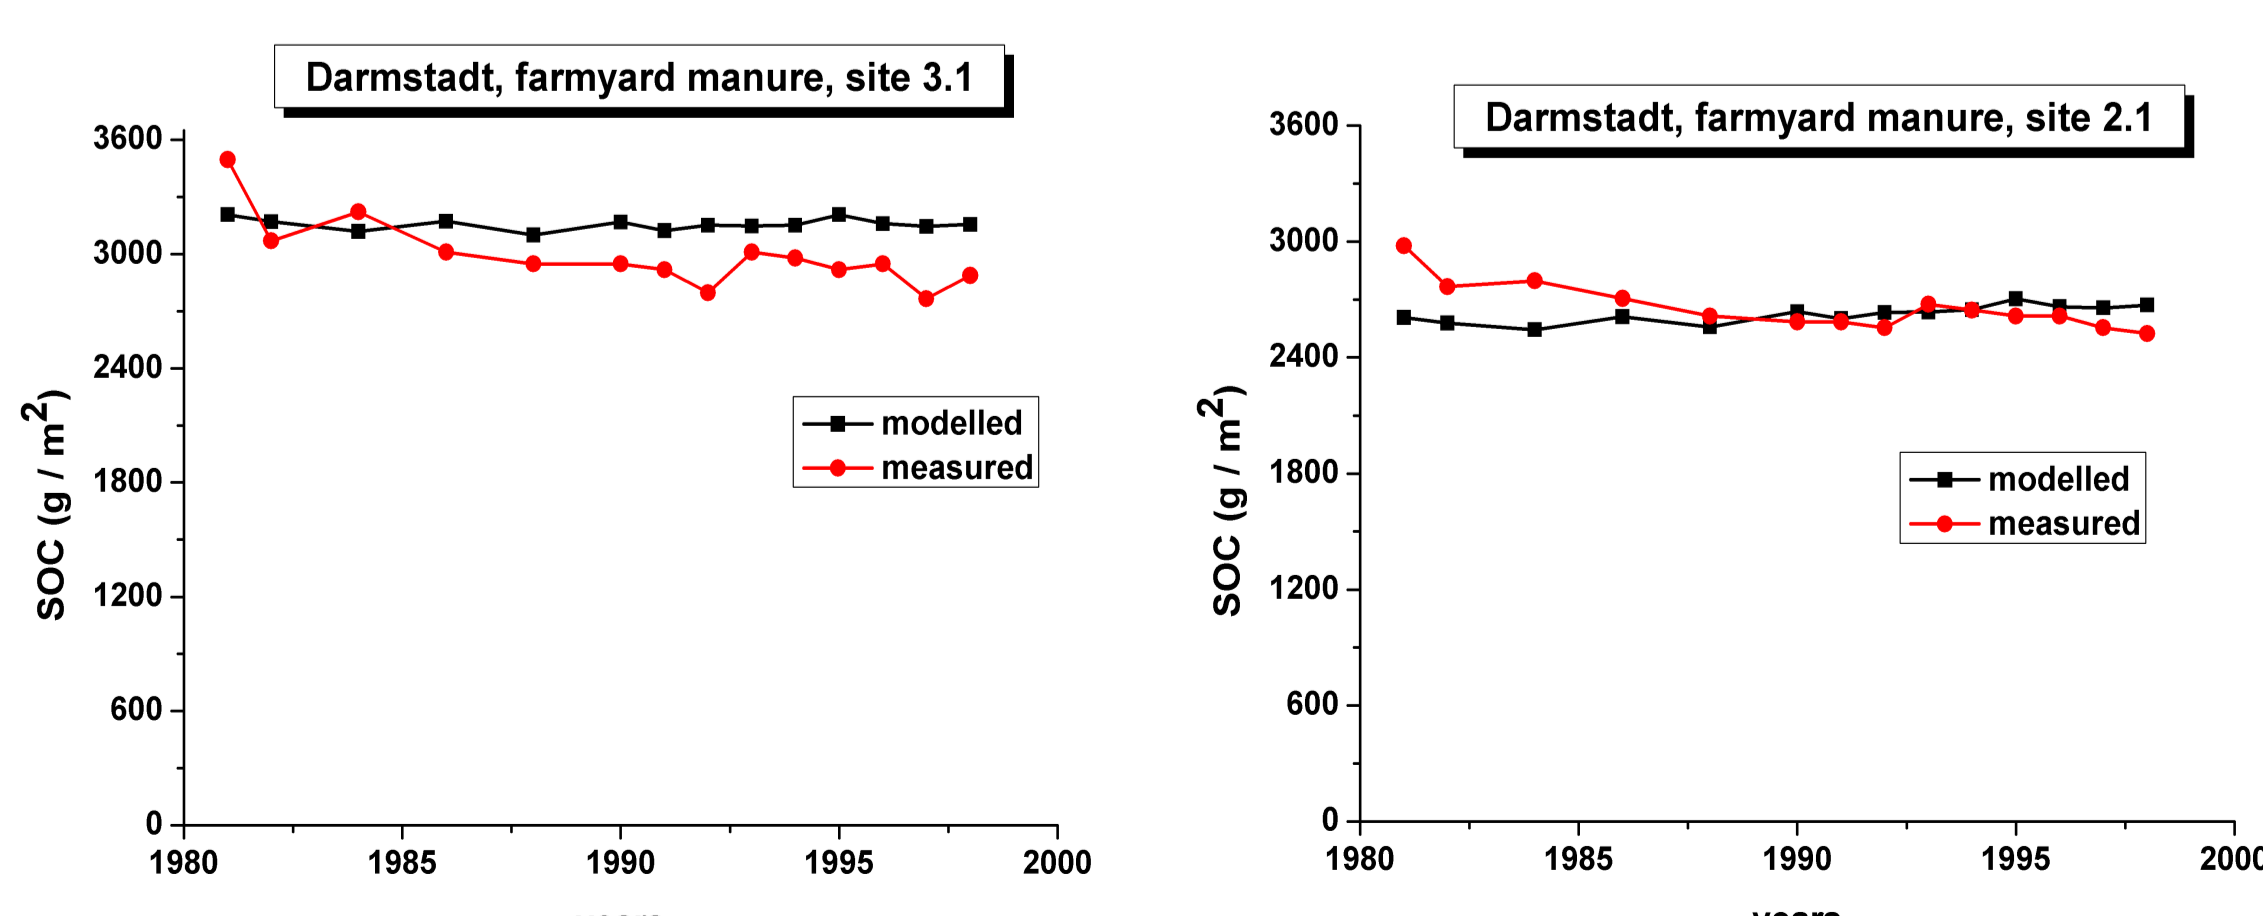 Darmstadt, farmyard manure, site 3.1
3600
3000
2400
1800
1200
600
0
SOC (g / m²)
modelled
measured
1980 1985 1990 1995 2000
Darmstadt, farmyard manure, site 2.1
3600
3000
2400
1800
1200
600
0
SOC (g / m²)
modelled
measured
1980 1985 1990 1995 2000
years